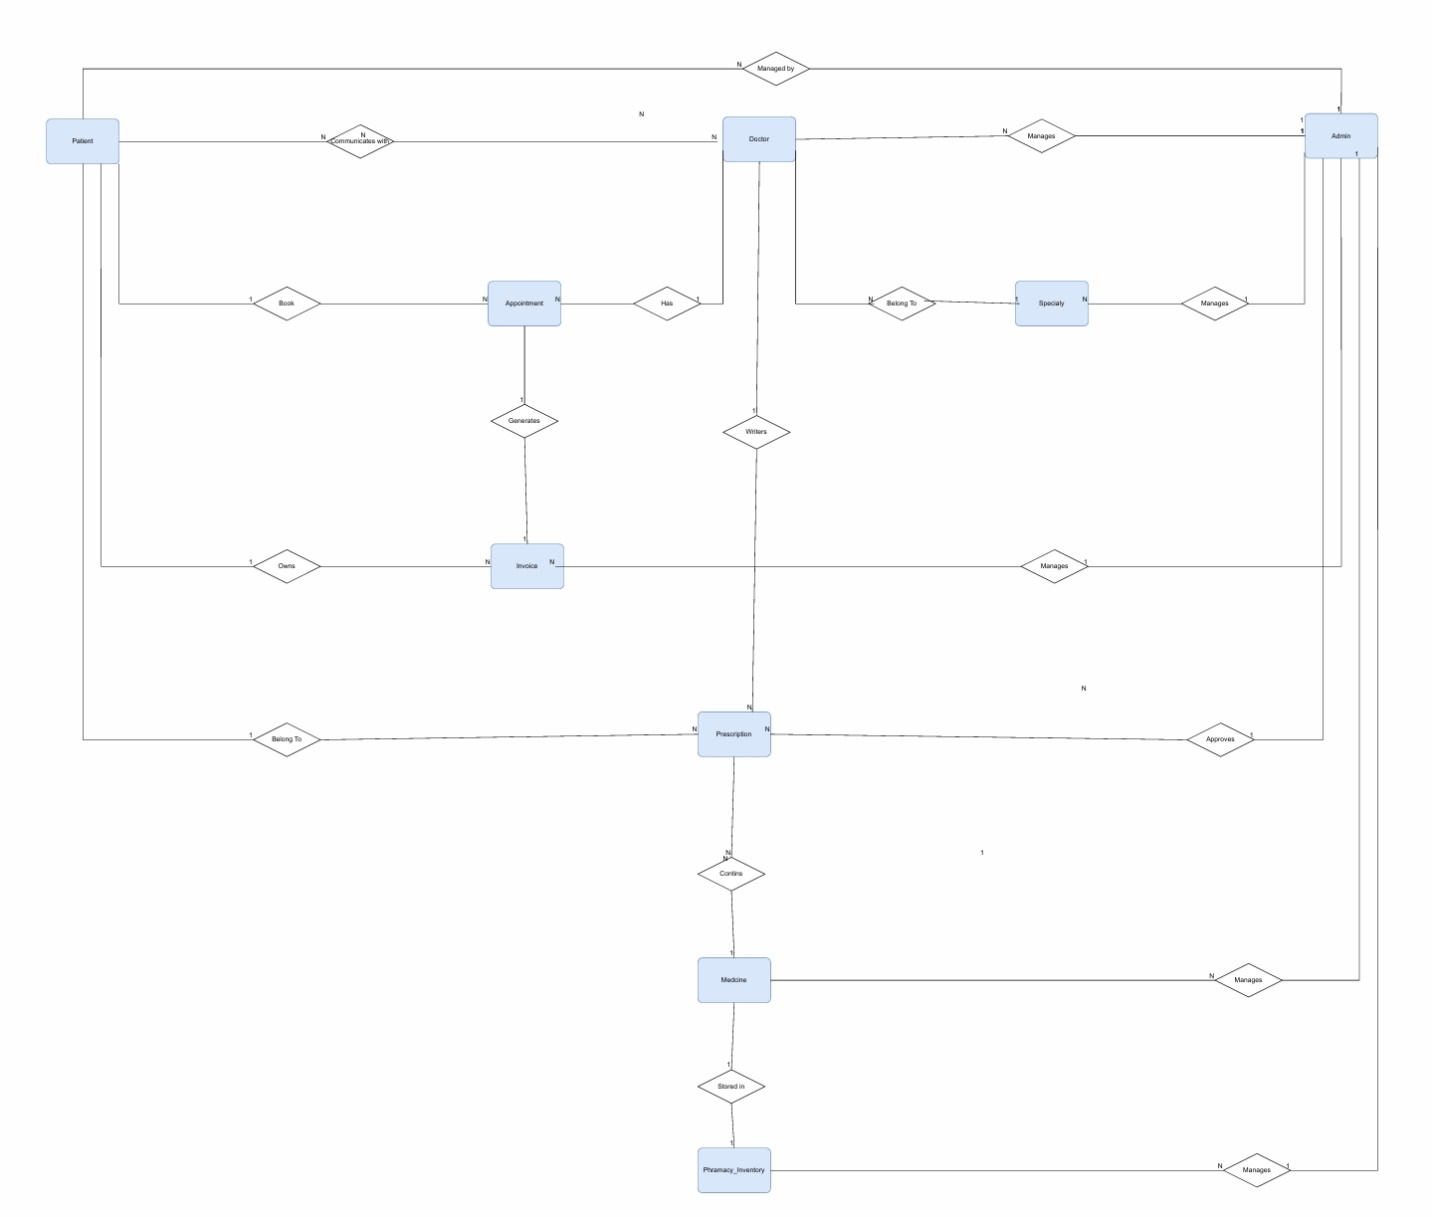 N
Managed by
1
N
1
Patient
N
N
Communicates with
N
Doctor
N
Manages
1
Admin
1
1
Book
N
Appointment
N
Has
1
N
Belong To
1
Specialy
N
Manages
1
1
Generates
1
Writers
1
1
Owns
N
Invoice
N
Manages
1
N
N
1
Belong To
N
Prescription
N
Approves
1
N
N
Contins
1
1
Medcine
N
Manages
1
Stored in
1
Phramacy_Inventory
N
Manages
1